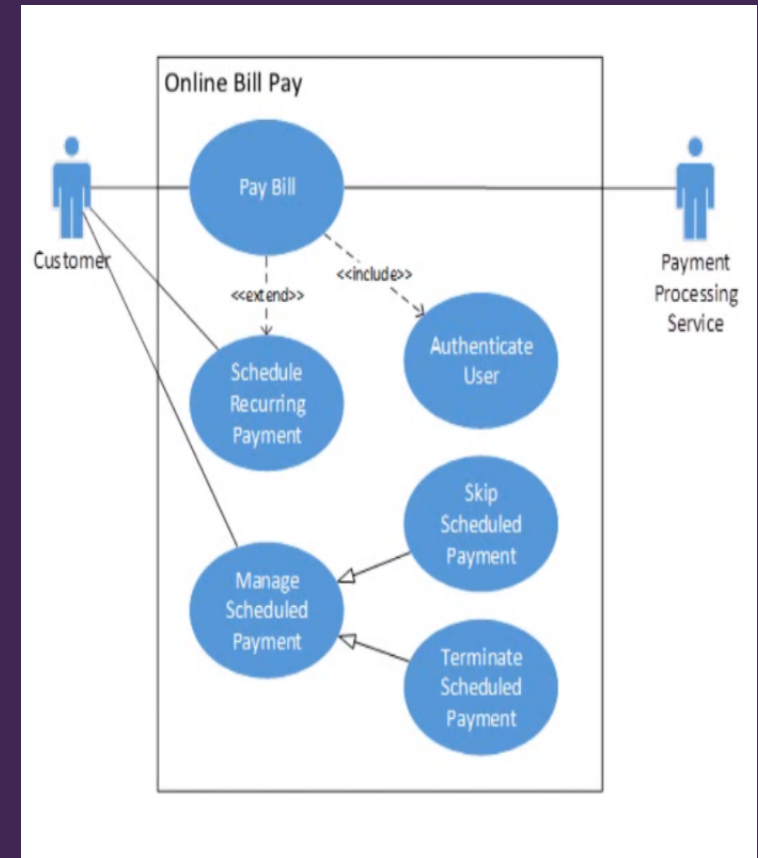 Online Bill Pay
Pay Bill
Customer
<<extend>>
<<include>>
Payment
Processing
Service
Schedule
Recurring
Payment
Authenticate
User
Skip
Scheduled
Payment
Manage
Scheduled
Payment
Terminate
Scheduled
Payment